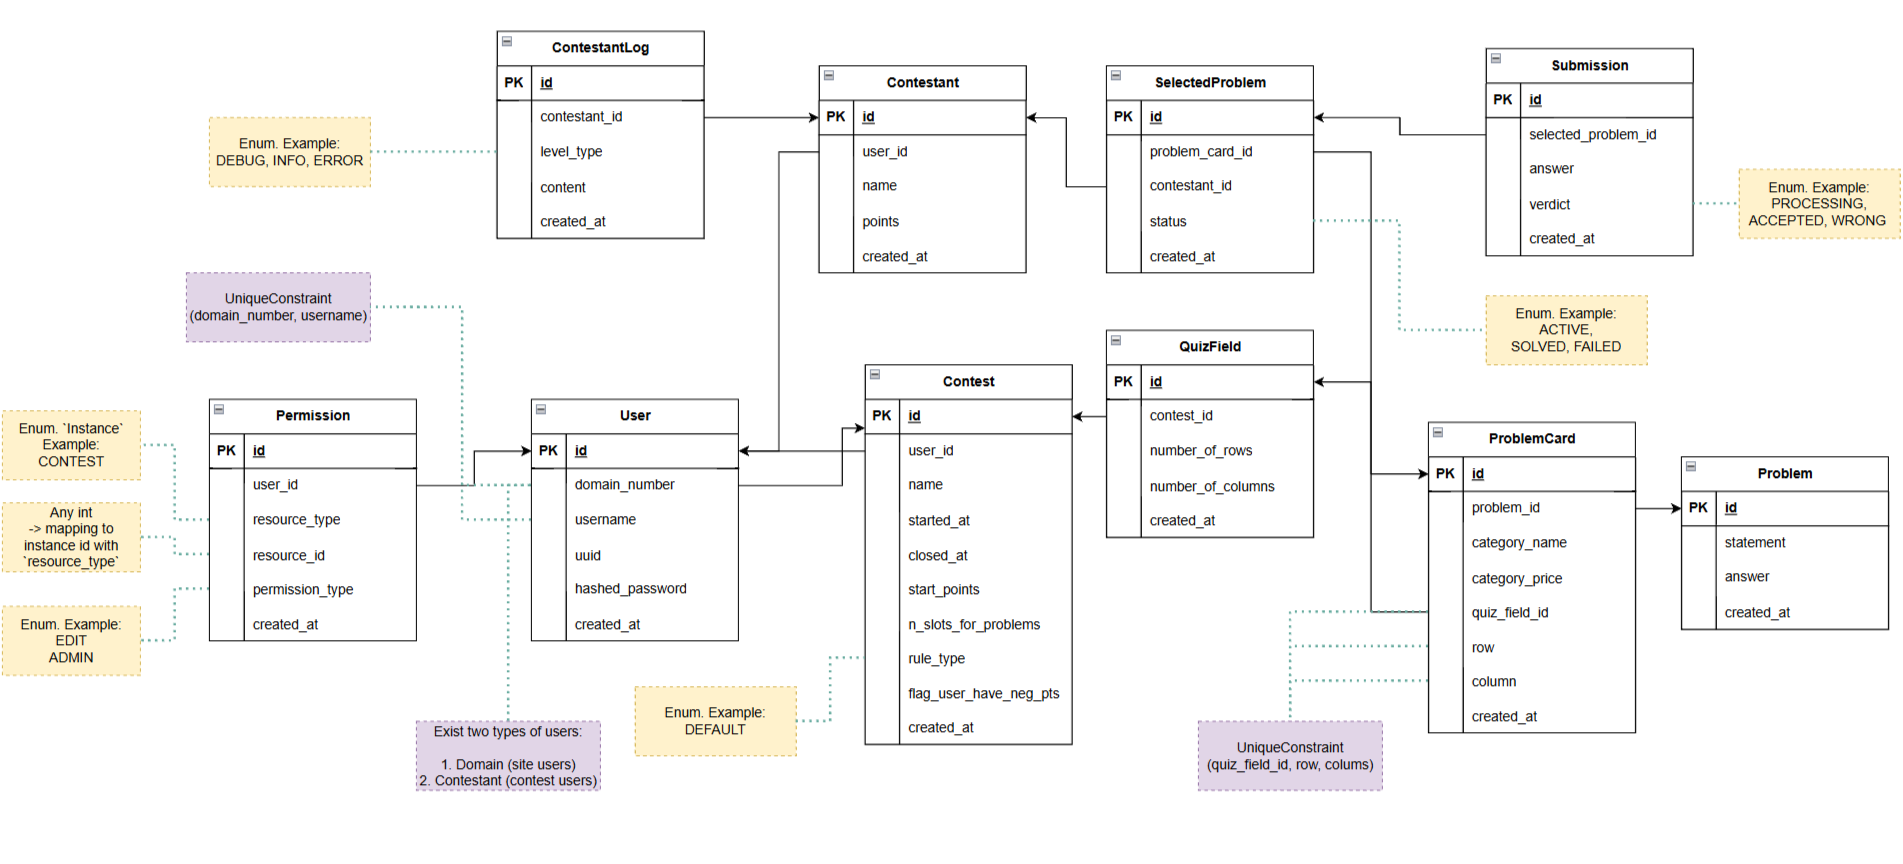 ContestantLog
PK id
contestant_id
level_type
content
created_at
Contestant
PK id
user_id
name
points
created_at
SelectedProblem
PK id
problem_card_id
contestant_id
status
created_at
Submission
PK id
selected_problem_id
answer
verdict
created_at
Enum. Example:
DEBUG, INFO, ERROR
Enum. Example:
PROCESSING,
ACCEPTED, WRONG
UniqueConstraint
(domain_number, username)
Enum. Example:
ACTIVE,
SOLVED, FAILED
QuizField
PK id
contest_id
number_of_rows
number_of_columns
created_at
Contest
PK id
user_id
name
started_at
closed_at
start_points
n_slots_for_problems
rule_type
flag_user_have_neg_pts
created_at
Enum. `Instance`
Example:
CONTEST
Any int
-> mapping to
instance id with
`resource_type`
Enum. Example:
EDIT
ADMIN
Permission
PK id
user_id
resource_type
resource_id
permission_type
created_at
User
PK id
domain_number
username
uuid
hashed_password
created_at
ProblemCard
PK id
problem_id
category_name
category_price
quiz_field_id
row
column
created_at
Problem
PK id
statement
answer
created_at
Enum. Example:
DEFAULT
Exist two types of users:
1. Domain (site users)
2. Contestant (contest users)
UniqueConstraint
(quiz_field_id, row, colums)